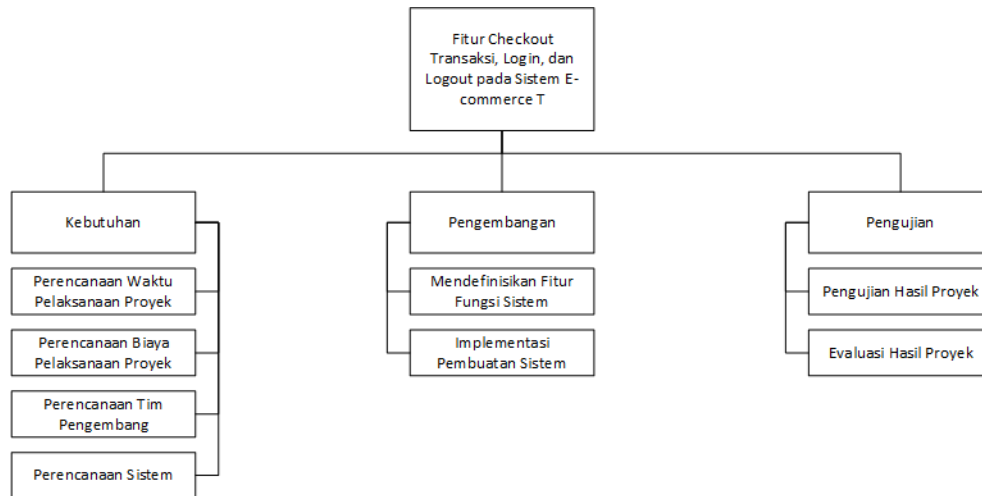 Fitur Checkout
Transaksi, Login, dan
Logout pada Sistem E-
commerce T
Kebutuhan
Perencanaan Waktu
Pelaksanaan Proyek
Perencanaan Biaya
Pelaksanaan Proyek
Perencanaan Tim
Pengembang
Perencanaan Sistem
Pengembangan
Mendefinisikan Fitur
Fungsi Sistem
Implementasi
Pembuatan Sistem
Pengujian
Pengujian Hasil Proyek
Evaluasi Hasil Proyek